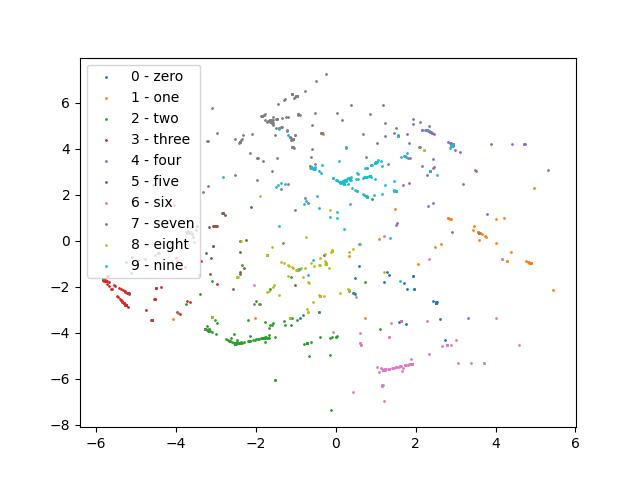 0 - zero
1 - one
2 - two
3 - three
4 - four
5 - five
6 - six
7 - seven
8 - eight
9 - nine
6
4
2
0
−2
−4
−6
−8
−6
−4
−2
0
2
4
6